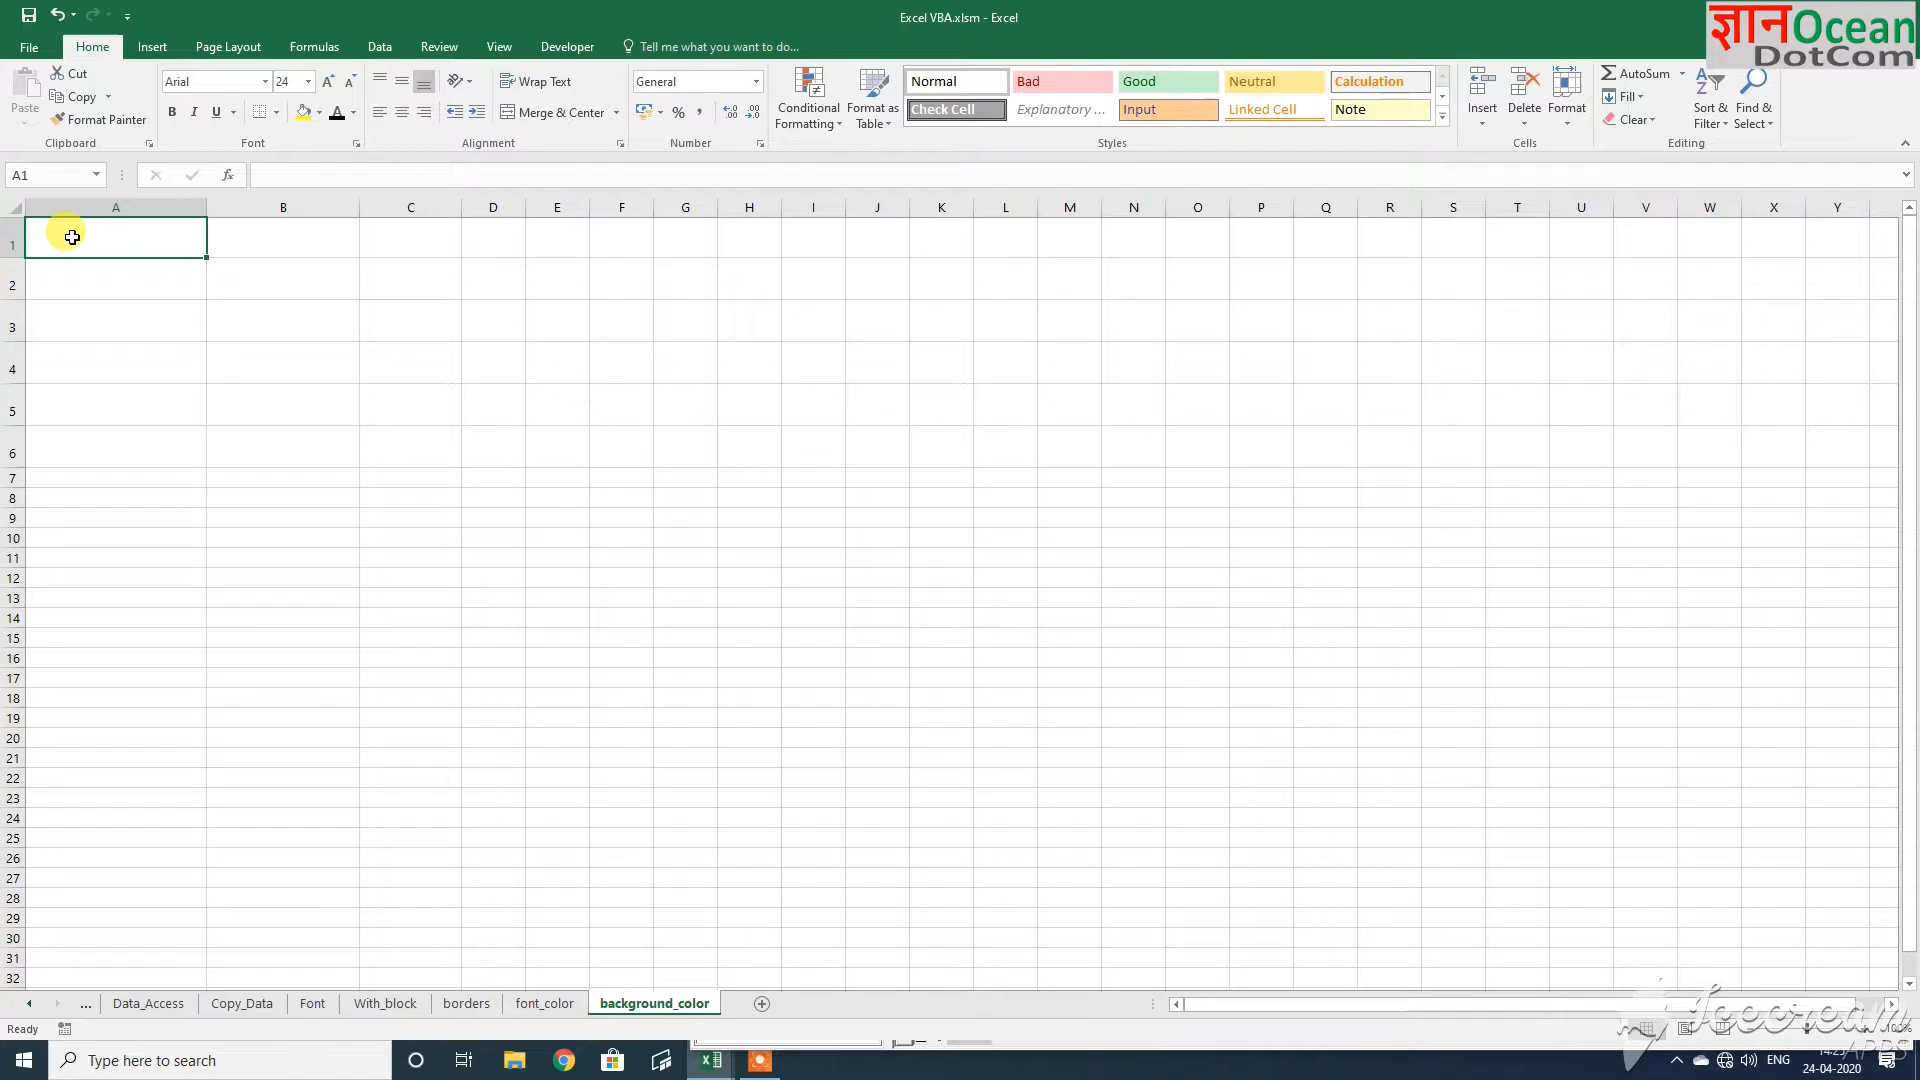 Excel VBA.xlsm - Excel
ज्ञानOcean
DotCom
File Home Insert Page Layout Formulas Data Review View Developer Tell me what you want to do...
Paste
Cut
Copy
Format Painter
Clipboard
Arial 24
B I U
Font
Wrap Text
Merge & Center
Alignment
General
%
Number
Conditional Formatting
Format as Table
Normal Bad Good Neutral Calculation
Check Cell Explanatory ... Input Linked Cell Note
Styles
Insert Delete Format
Cells
AutoSum
Fill
Clear
Sort & Filter
Find & Select
Editing
A1
fx
A B C D E F G H I J K L M N O P Q R S T U V W X Y
1
2
3
4
5
6
7
8
9
10
11
12
13
14
15
16
17
18
19
20
21
22
23
24
25
26
27
28
29
30
31
32
... Data_Access Copy_Data Font With_block borders font_color background_color
Ready
Icecream
APPS
Type here to search
ENG
24-04-2020